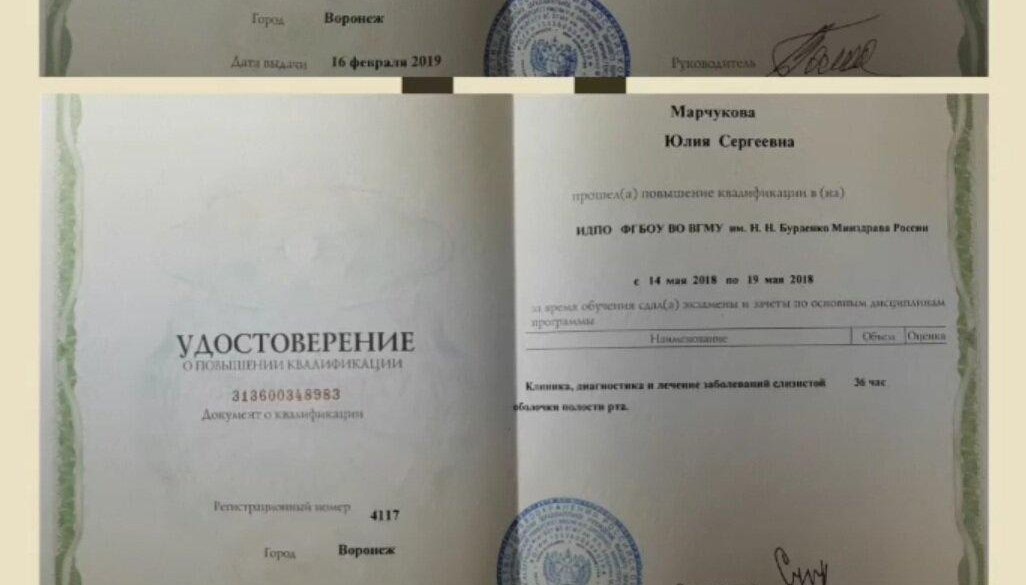 Город Воронеж
Дата выдачи 16 февраля 2019
Руководитель
УДОСТОВЕРЕНИЕ
О ПОВЫШЕНИИ КВАЛИФИКАЦИИ
313600348983
Документ о квалификации
Регистрационный номер 4117
Город Воронеж
Марчукова
Юлия Сергеевна
прошел(а) повышение квалификации в (на)
ИДПО ФГБОУ ВО ВГМУ им. Н. Н. Бурденко Минздрава России
с 14 мая 2018 по 19 мая 2018
за время обучения сдал(а) экзамены и зачеты по основным дисциплинам
программы
Наименование Объем Оценка
Клиника, диагностика и лечение заболеваний слизистой 36 час
оболочки полости рта.